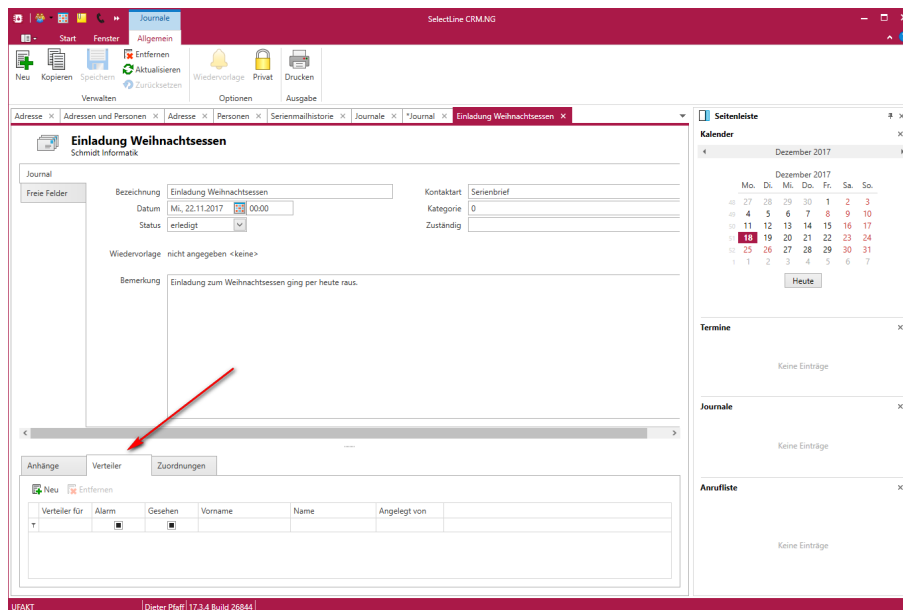 Journale
SelectLine CRM.NG
Start Fenster Allgemein
Neu Kopieren Speichern Entfernen Aktualisieren Zurücksetzen Wiedervorlage Privat Drucken
Verwalten Optionen Ausgabe
Adresse × Adressen und Personen × Adresse × Personen × Serienmailhistorie × Journale × *Journal × Einladung Weihnachtsessen ×
Einladung Weihnachtsessen
Schmidt Informatik
Journal
Freie Felder
Bezeichnung Einladung Weihnachtsessen Kontaktart Serienbrief
Datum Mi., 22.11.2017 00:00 Kategorie 0
Status erledigt Zuständig
Wiedervorlage nicht angegeben <keine>
Bemerkung Einladung zum Weihnachtsessen ging per heute raus.
Anhänge Verteiler Zuordnungen
Neu Entfernen
Verteiler für Alarm Gesehen Vorname Name Angelegt von
Seitenleiste
Kalender
Dezember 2017
Dezember 2017
Mo. Di. Mi. Do. Fr. Sa. So.
48 27 28 29 30 1 2 3
49 4 5 6 7 8 9 10
50 11 12 13 14 15 16 17
51 18 19 20 21 22 23 24
52 25 26 27 28 29 30 31
1 1 2 3 4 5 6 7
Heute
Termine
Keine Einträge
Journale
Keine Einträge
Anrufliste
Keine Einträge
UFAKT Dieter Pfaff 17.3.4 Build 26844